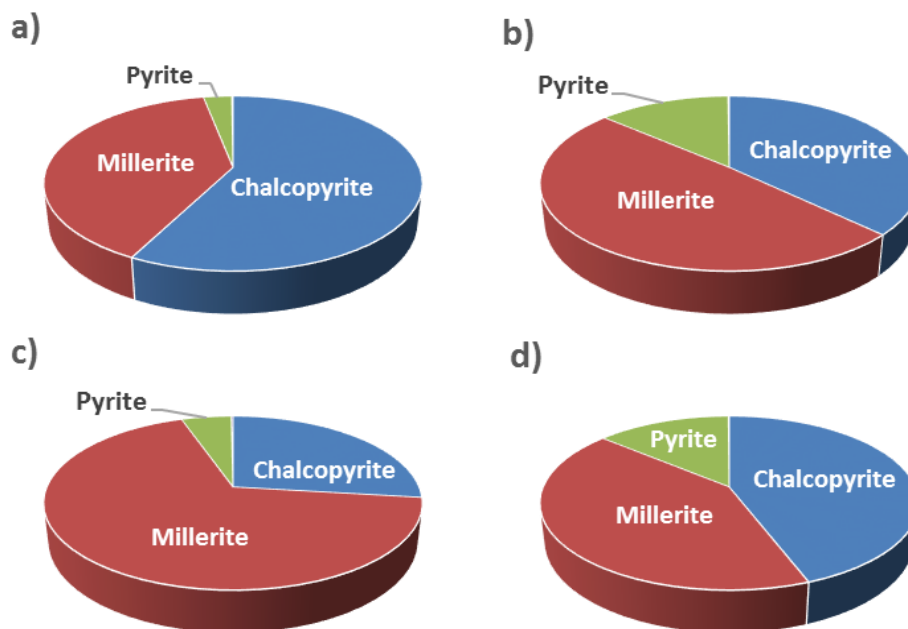 a)
Pyrite
Millerite
Chalcopyrite
b)
Pyrite
Chalcopyrite
Millerite
c)
Pyrite
Chalcopyrite
Millerite
d)
Pyrite
Chalcopyrite
Millerite